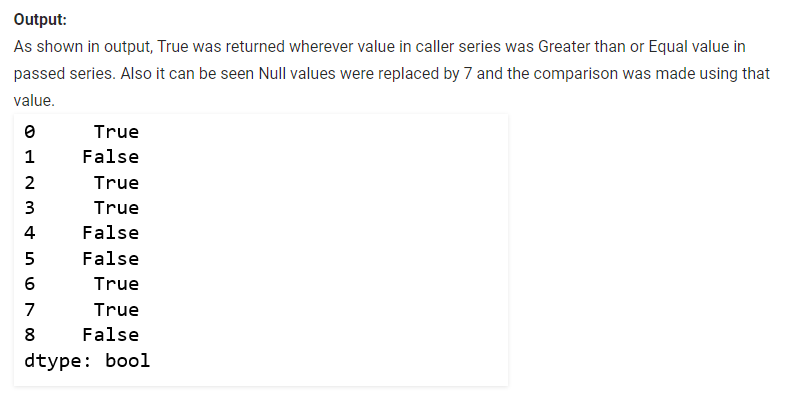 Output:
As shown in output, True was returned wherever value in caller series was Greater than or Equal value in
passed series. Also it can be seen Null values were replaced by 7 and the comparison was made using that
value.
0 True
1 False
2 True
3 True
4 False
5 False
6 True
7 True
8 False
dtype: bool